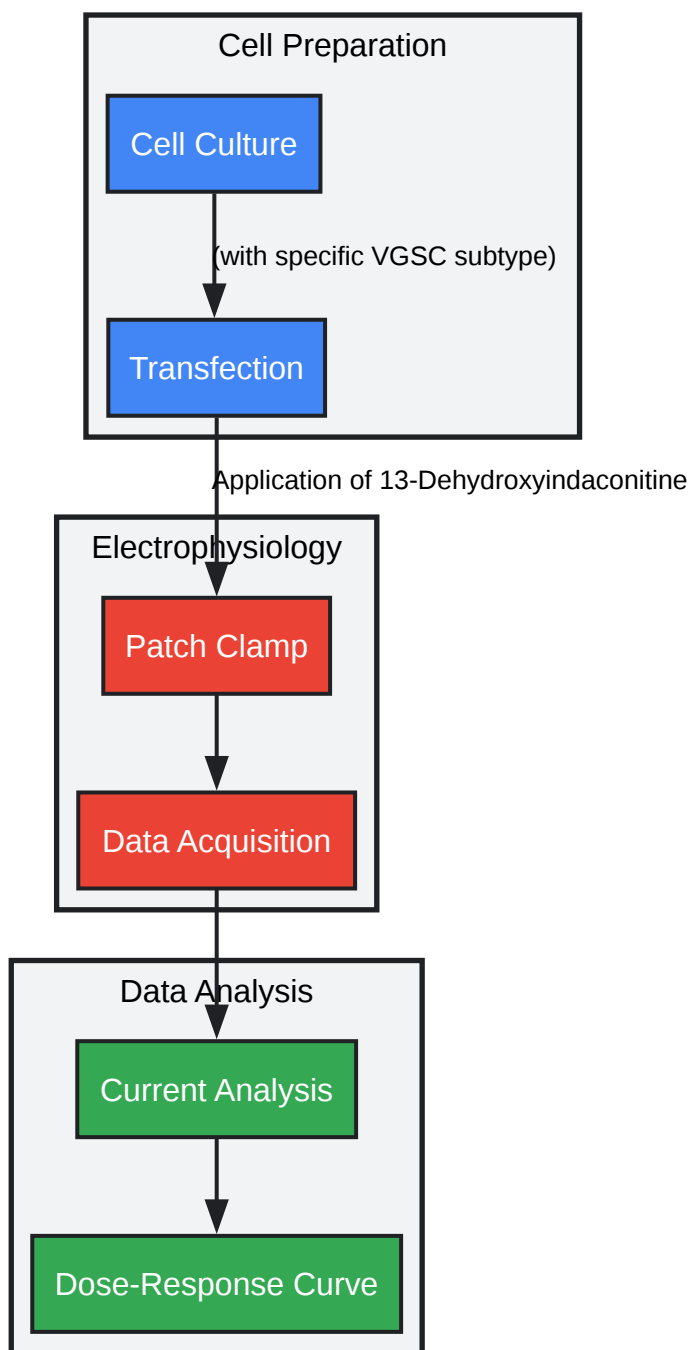 Cell Preparation
Cell Culture
(with specific VGSC subtype)
Transfection
Application of 13-Dehydroxyindaconitine
Electrophysiology
Patch Clamp
Data Acquisition
Data Analysis
Current Analysis
Dose-Response Curve